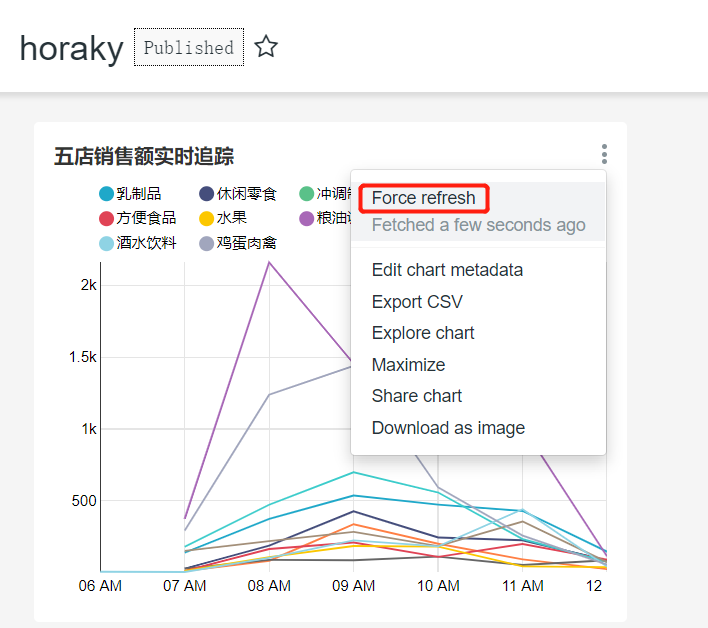 horaky Published
五店销售额实时追踪
乳制品 休闲零食 冲调
方便食品 水果 粮油
酒水饮料 鸡蛋肉禽
Force refresh
Fetched a few seconds ago
Edit chart metadata
Export CSV
Explore chart
Maximize
Share chart
Download as image
2k
1.5k
1k
500
06 AM 07 AM 08 AM 09 AM 10 AM 11 AM 12